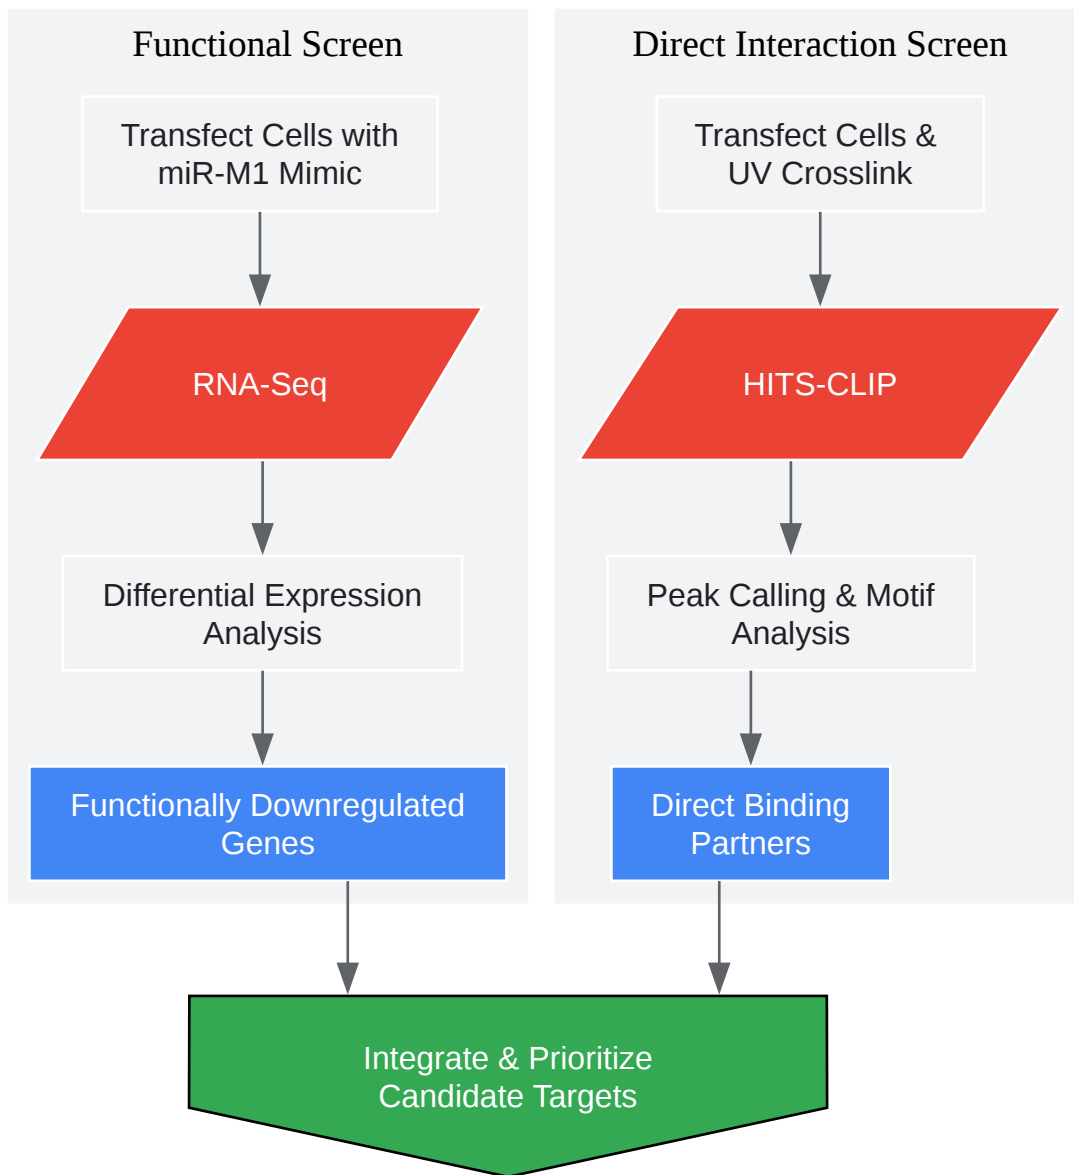 Functional Screen
Transfect Cells with
miR-M1 Mimic
RNA-Seq
Differential Expression
Analysis
Functionally Downregulated
Genes
Direct Interaction Screen
Transfect Cells &
UV Crosslink
HITS-CLIP
Peak Calling & Motif
Analysis
Direct Binding
Partners
Integrate & Prioritize
Candidate Targets